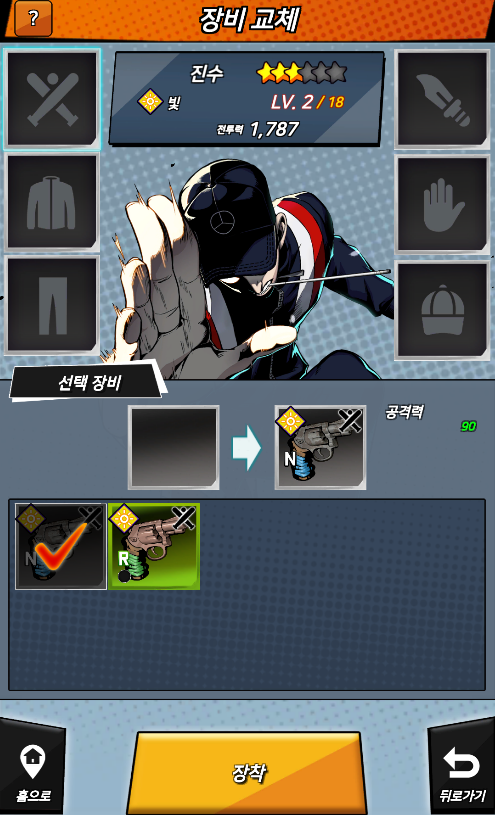 ?
장비 교체
진수
빛
LV. 2 / 18
전투력 1,787
선택 장비
N
공격력
90
N
R
장착
홈으로
뒤로가기